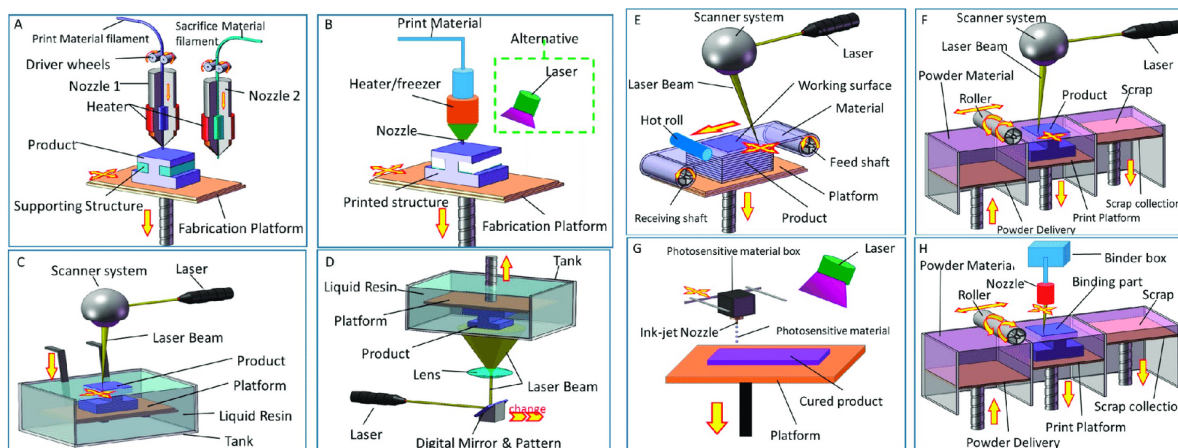 A
Print Material filament
Sacrifice Material
filament
Driver wheels
Nozzle 1
Heater
Nozzle 2
Product
Supporting Structure
Fabrication Platform
B
Print Material
Alternative
Laser
Heater/freezer
Nozzle
Printed structure
Fabrication Platform
C
Scanner system
Laser
Laser Beam
Product
Platform
Liquid Resin
Tank
D
Tank
Liquid Resin
Platform
Product
Lens
Laser Beam
Laser
change
Digital Mirror & Pattern
E
Scanner system
Laser
Laser Beam
Working surface
Material
Hot roll
Feed shaft
Platform
Receiving shaft
Product
F
Scanner system
Laser Beam
Laser
Powder Material
Roller
Product
Scrap
Scrap collection
Print Platform
Powder Delivery
G
Photosensitive material box
Laser
Ink-jet Nozzle
Photosensitive material
Cured product
Platform
H
Binder box
Powder Material
Nozzle
Binding part
Roller
Scrap
Scrap collection
Print Platform
Powder Delivery